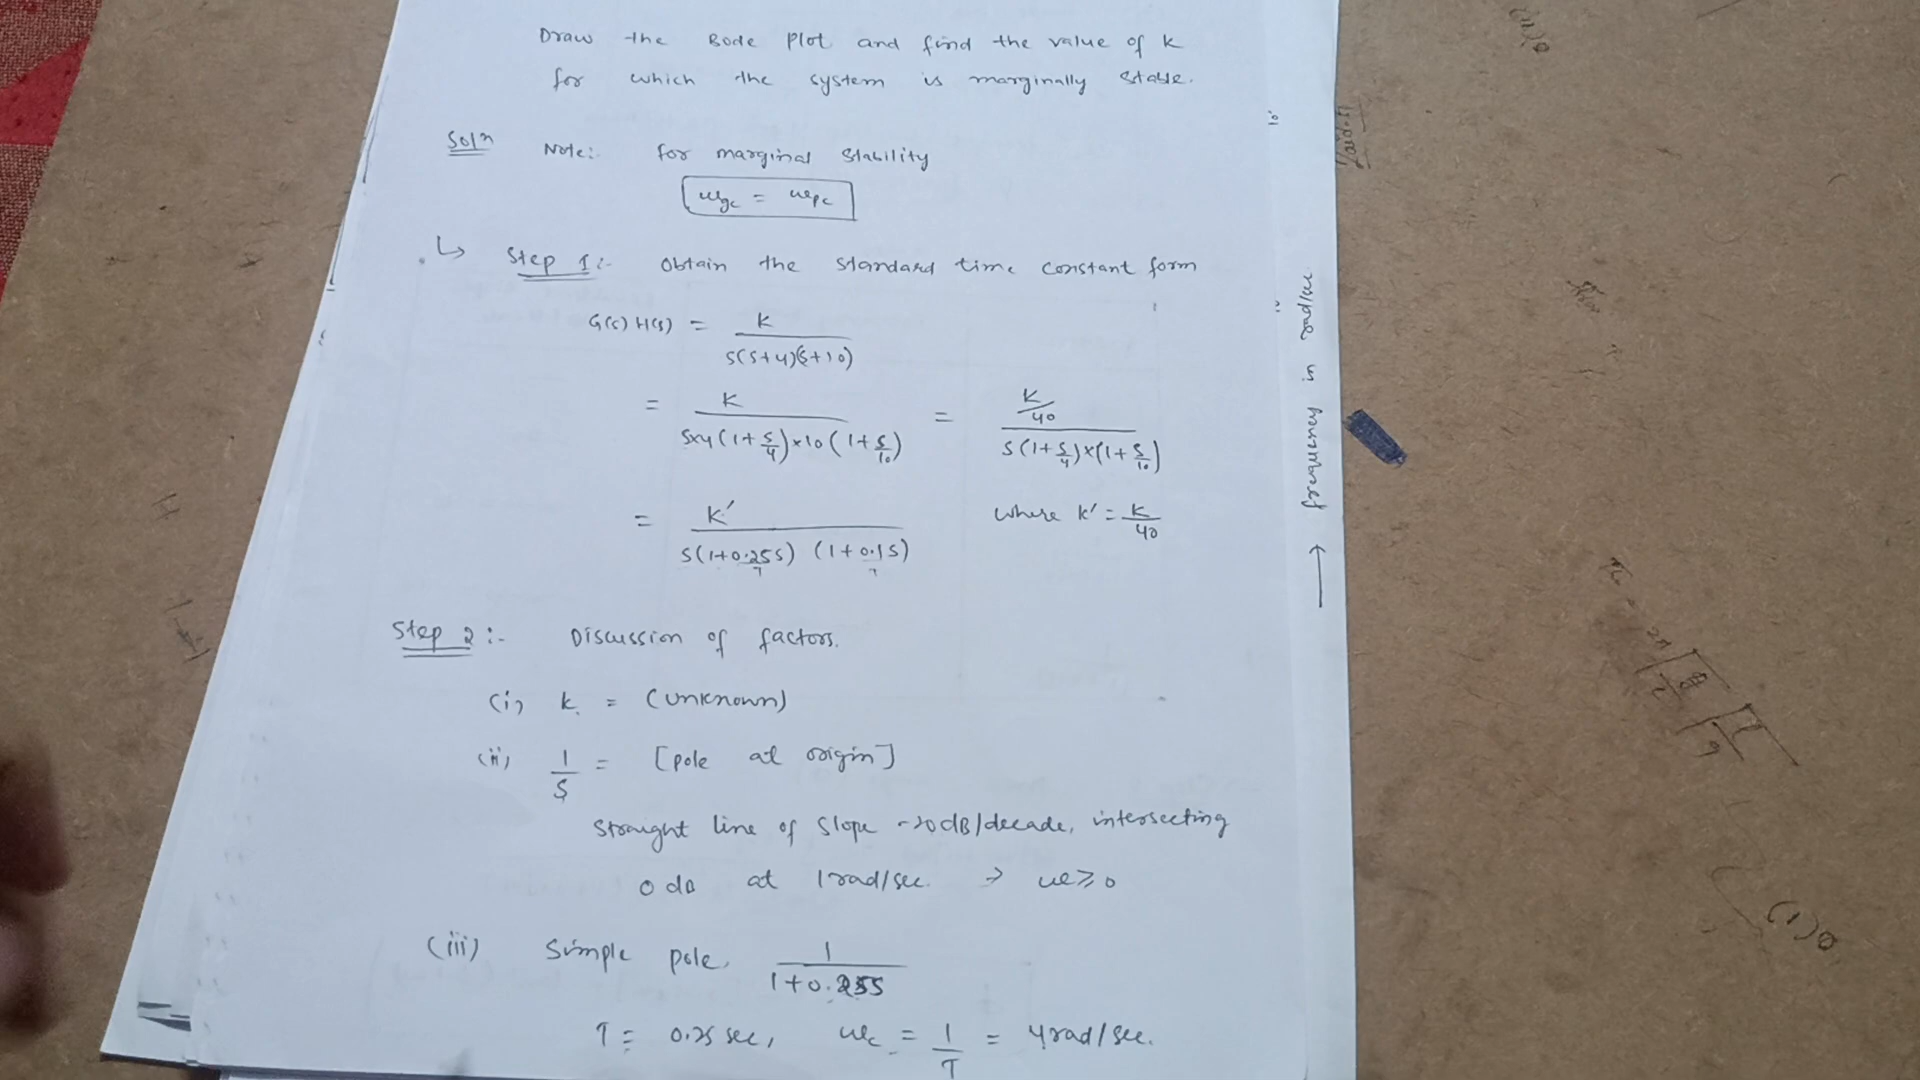 Draw the Bode Plot and find the value of K
for which the system is marginally stable.
Soln Note:- for marginal Stability
ωgc = ωpc
↳ Step 1:- Obtain the standard time constant form
G(s) H(s) = K / s(s+4)(s+10)
= K / s×4(1+s/4)×10(1+s/10) = K/40 / s(1+s/4)×(1+s/10)
= K′ / s(1+0.25s) (1+0.1s) where k′ = K/40
T T
Step 2:- Discussion of factors.
(i) k = (unknown)
(ii) 1/s = [pole at origin]
Straight line of slope -20dB/decade, intersecting
0 dB at 1rad/sec. → ω≥0
(iii) Simple pole, 1/1+0.25s
T = 0.25 sec, ωc = 1/T = 4rad/sec.
frequency in rad/sec
(1)0